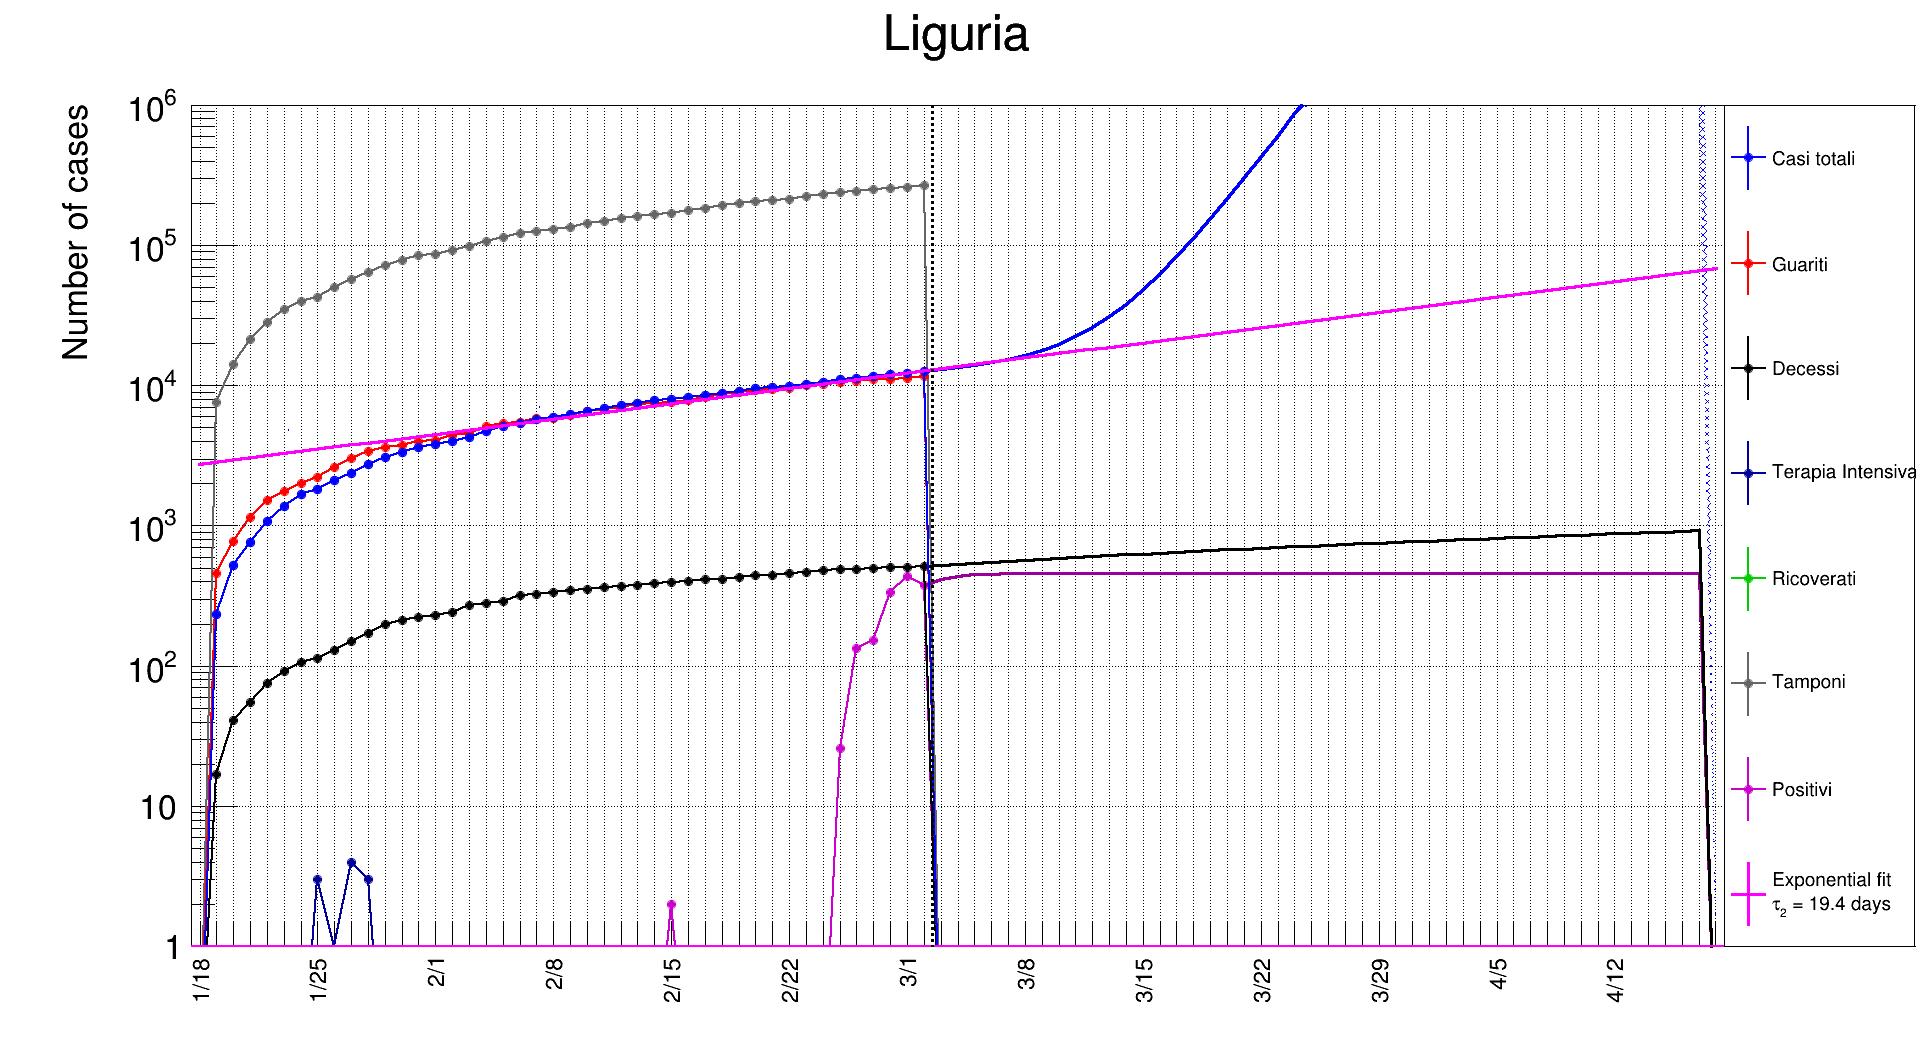 Liguria
Number of cases
10^6
10^5
10^4
10^3
10^2
10
1
1/18
1/25
2/1
2/8
2/15
2/22
3/1
3/8
3/15
3/22
3/29
4/5
4/12
Casi totali
Guariti
Decessi
Terapia Intensiva
Ricoverati
Tamponi
Positivi
Exponential fit
τ₂ = 19.4 days